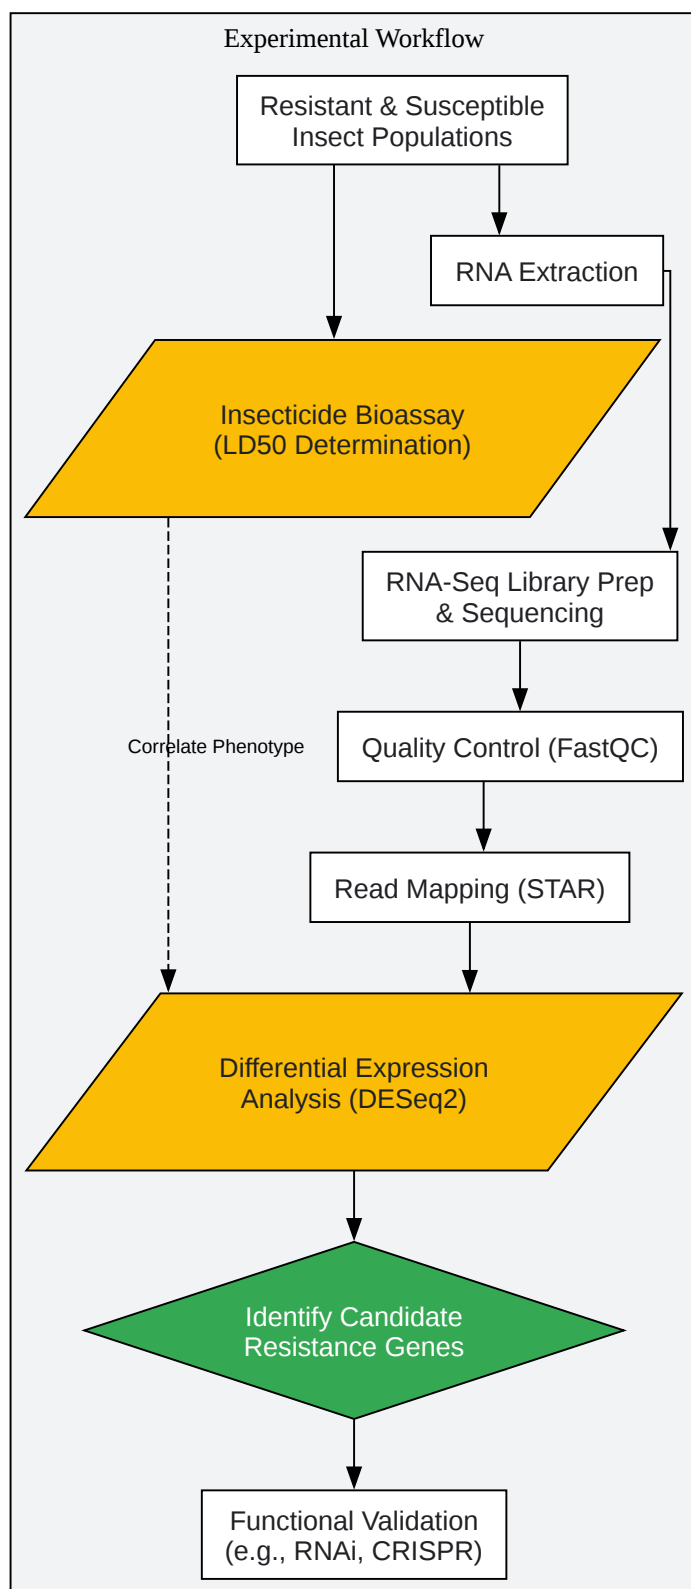 Experimental Workflow
Resistant & Susceptible
Insect Populations
RNA Extraction
Insecticide Bioassay
(LD50 Determination)
RNA-Seq Library Prep
& Sequencing
Correlate Phenotype
Quality Control (FastQC)
Read Mapping (STAR)
Differential Expression
Analysis (DESeq2)
Identify Candidate
Resistance Genes
Functional Validation
(e.g., RNAi, CRISPR)